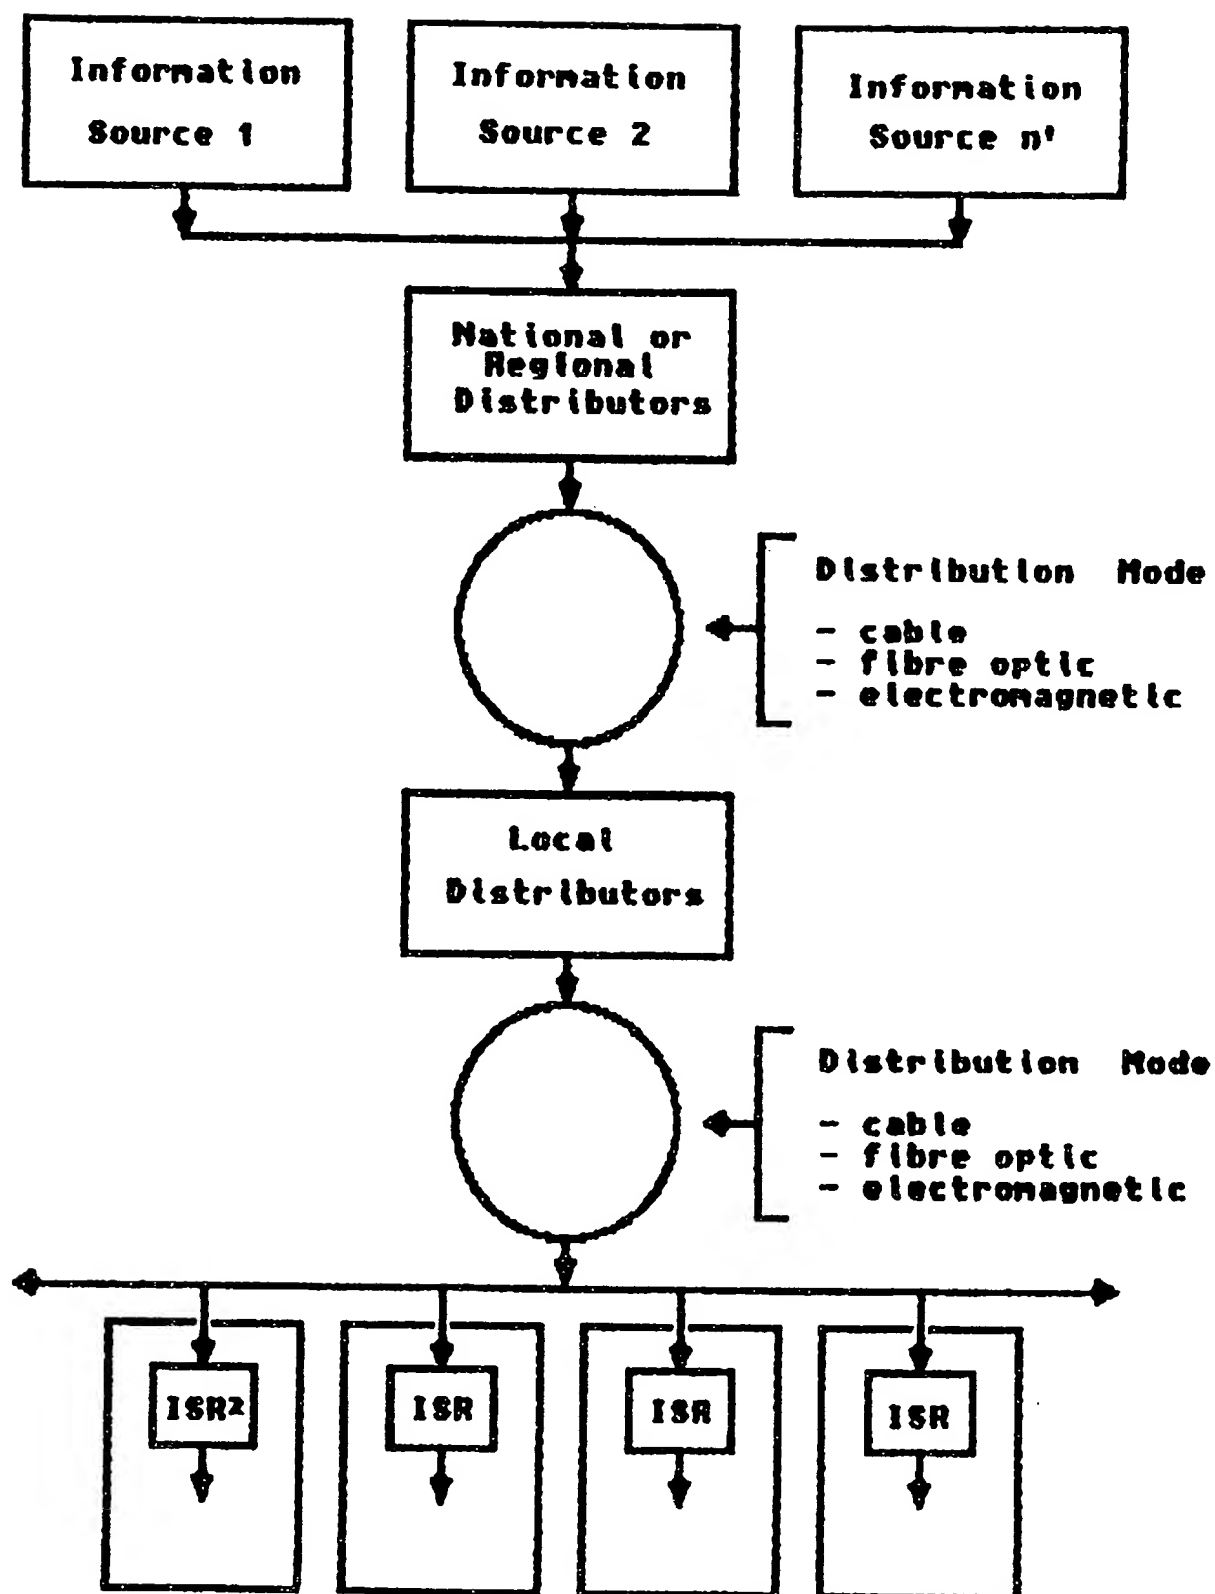 Information
Source 1
Information
Source 2
Information
Source n'
National or
Regional
Distributors
Distribution Mode
- cable
- fibre optic
- electromagnetic
Local
Distributors
Distribution Mode
- cable
- fibre optic
- electromagnetic
ISR²
ISR
ISR
ISR